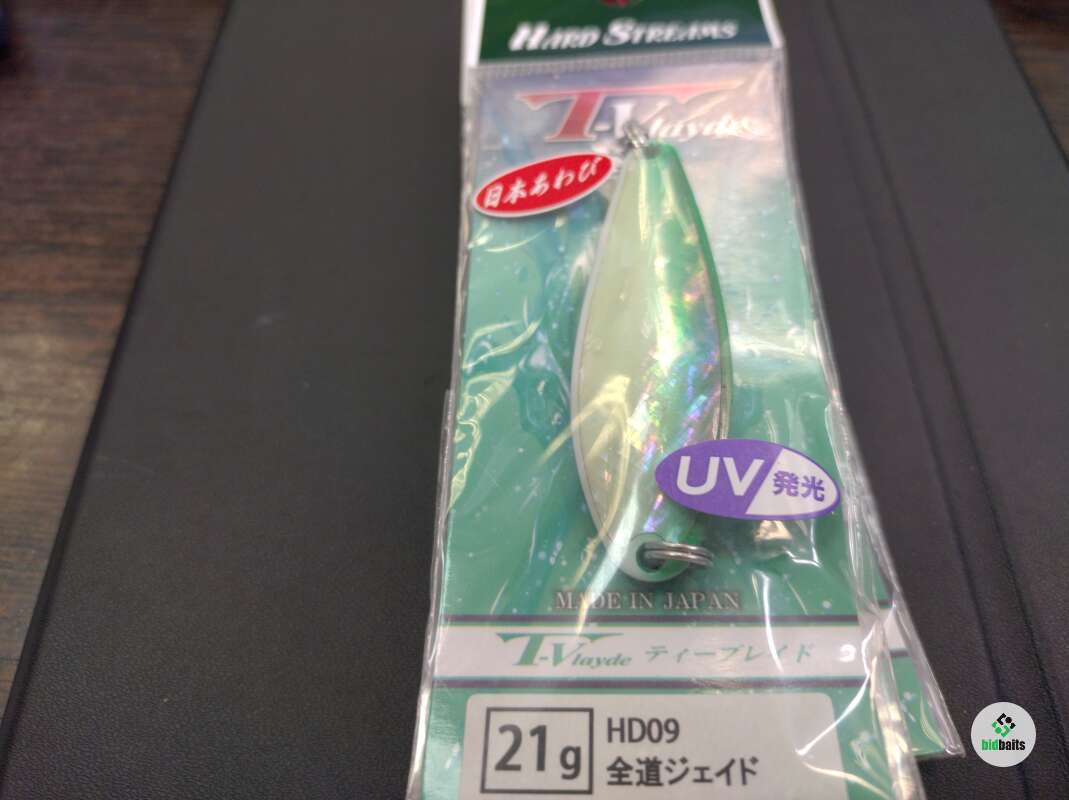 HARD STREAMS
T-Vlayde
日本あわび
UV 発光
MADE IN JAPAN
T-Vlayde ティーブレイド
21g
HD09
全道ジェイド
bidbaits